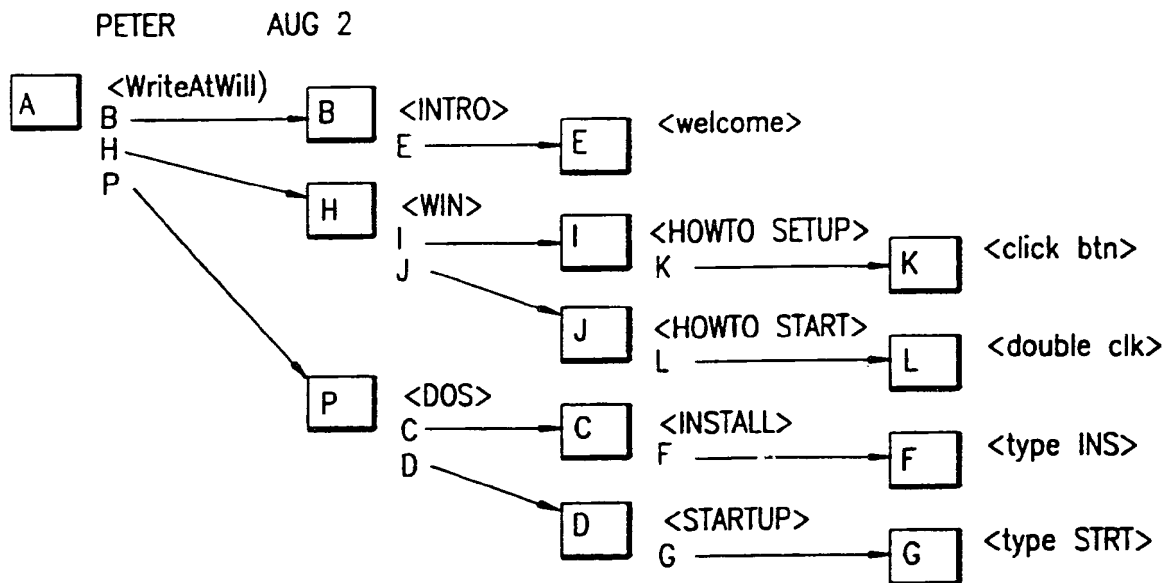 PETER AUG 2
A <WriteAtWill)
B B <INTRO>
E E <welcome>
H
P
H <WIN>
I I <HOWTO SETUP>
K K <click btn>
J
J <HOWTO START>
L L <double clk>
P <DOS>
C C <INSTALL>
F F <type INS>
D
D <STARTUP>
G G <type STRT>